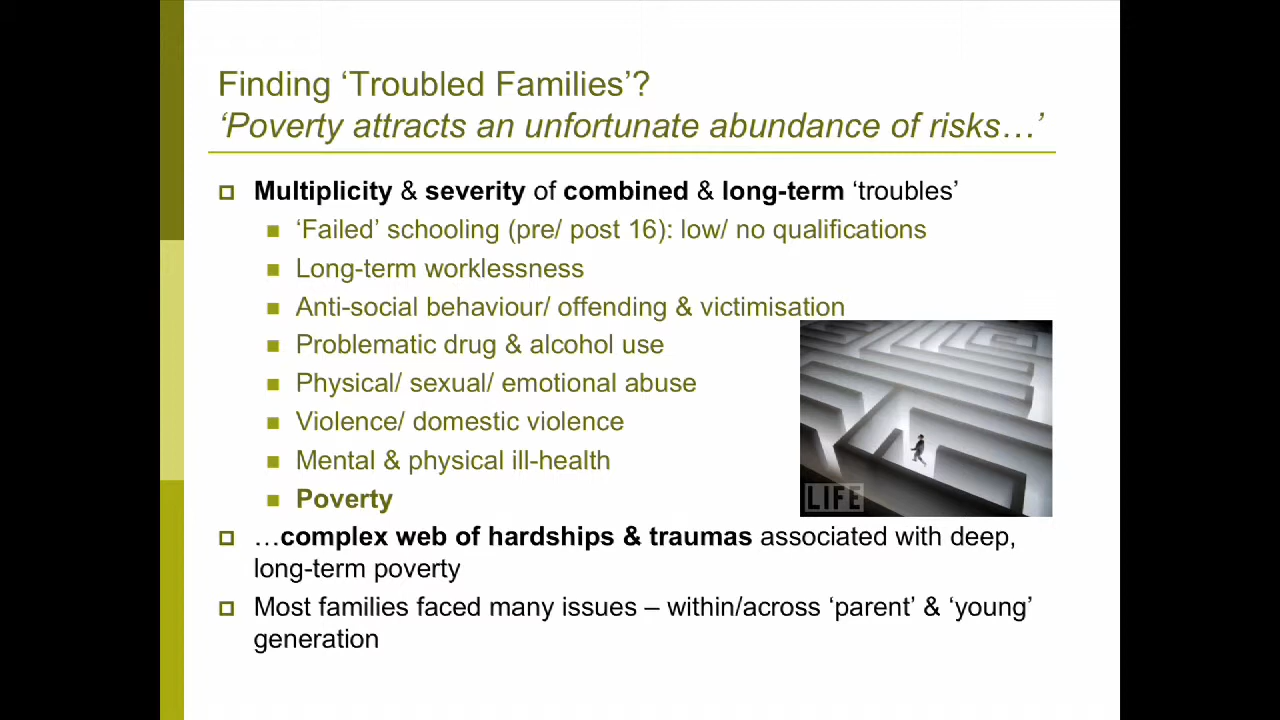 Finding ‘Troubled Families’?
‘Poverty attracts an unfortunate abundance of risks…’
Multiplicity & severity of combined & long-term ‘troubles’
‘Failed’ schooling (pre/ post 16): low/ no qualifications
Long-term worklessness
Anti-social behaviour/ offending & victimisation
Problematic drug & alcohol use
Physical/ sexual/ emotional abuse
Violence/ domestic violence
Mental & physical ill-health
Poverty
LIFE
…complex web of hardships & traumas associated with deep,
long-term poverty
Most families faced many issues – within/across ‘parent’ & ‘young’
generation